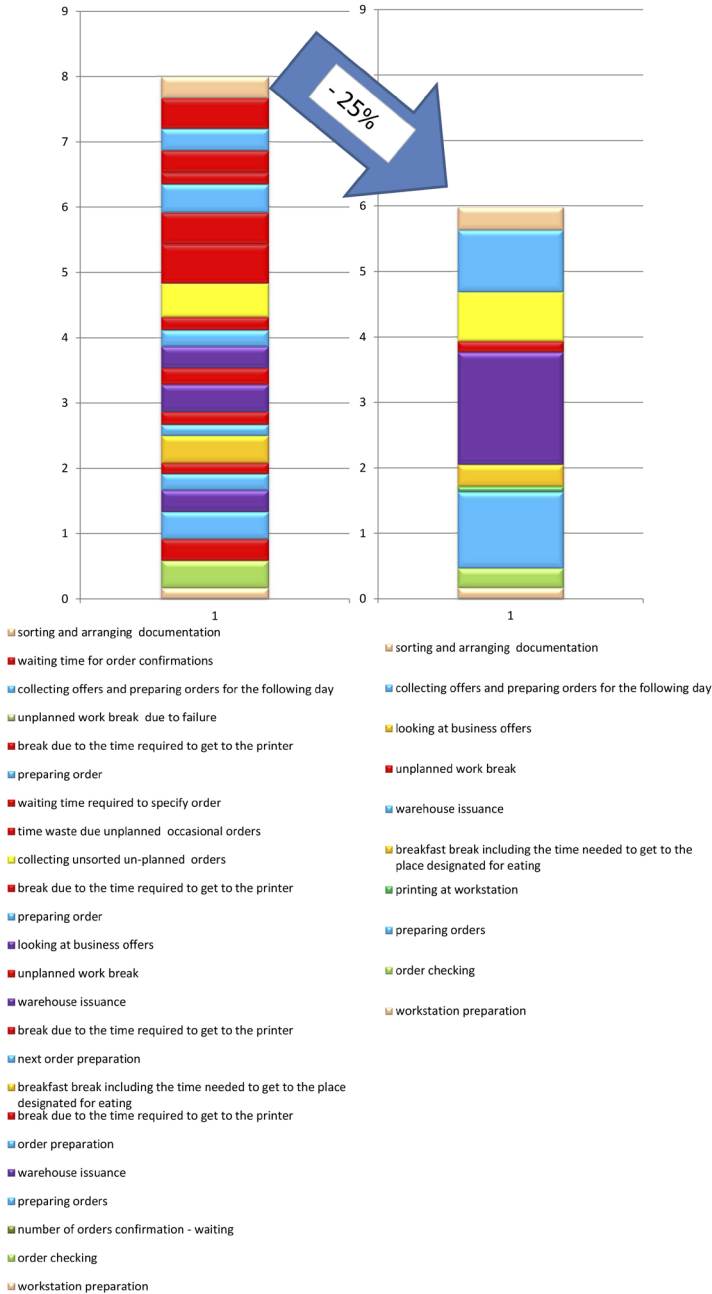 9
8
7
6
5
4
3
2
1
0
1
- 25%
9
8
7
6
5
4
3
2
1
0
1
sorting and arranging documentation
waiting time for order confirmations
collecting offers and preparing orders for the following day
unplanned work break due to failure
break due to the time required to get to the printer
preparing order
waiting time required to specify order
time waste due unplanned occasional orders
collecting unsorted un-planned orders
break due to the time required to get to the printer
preparing order
looking at business offers
unplanned work break
warehouse issuance
break due to the time required to get to the printer
next order preparation
breakfast break including the time needed to get to the place
designated for eating
break due to the time required to get to the printer
order preparation
warehouse issuance
preparing orders
number of orders confirmation - waiting
order checking
workstation preparation
sorting and arranging documentation
collecting offers and preparing orders for the following day
looking at business offers
unplanned work break
warehouse issuance
breakfast break including the time needed to get to the
place designated for eating
printing at workstation
preparing orders
order checking
workstation preparation